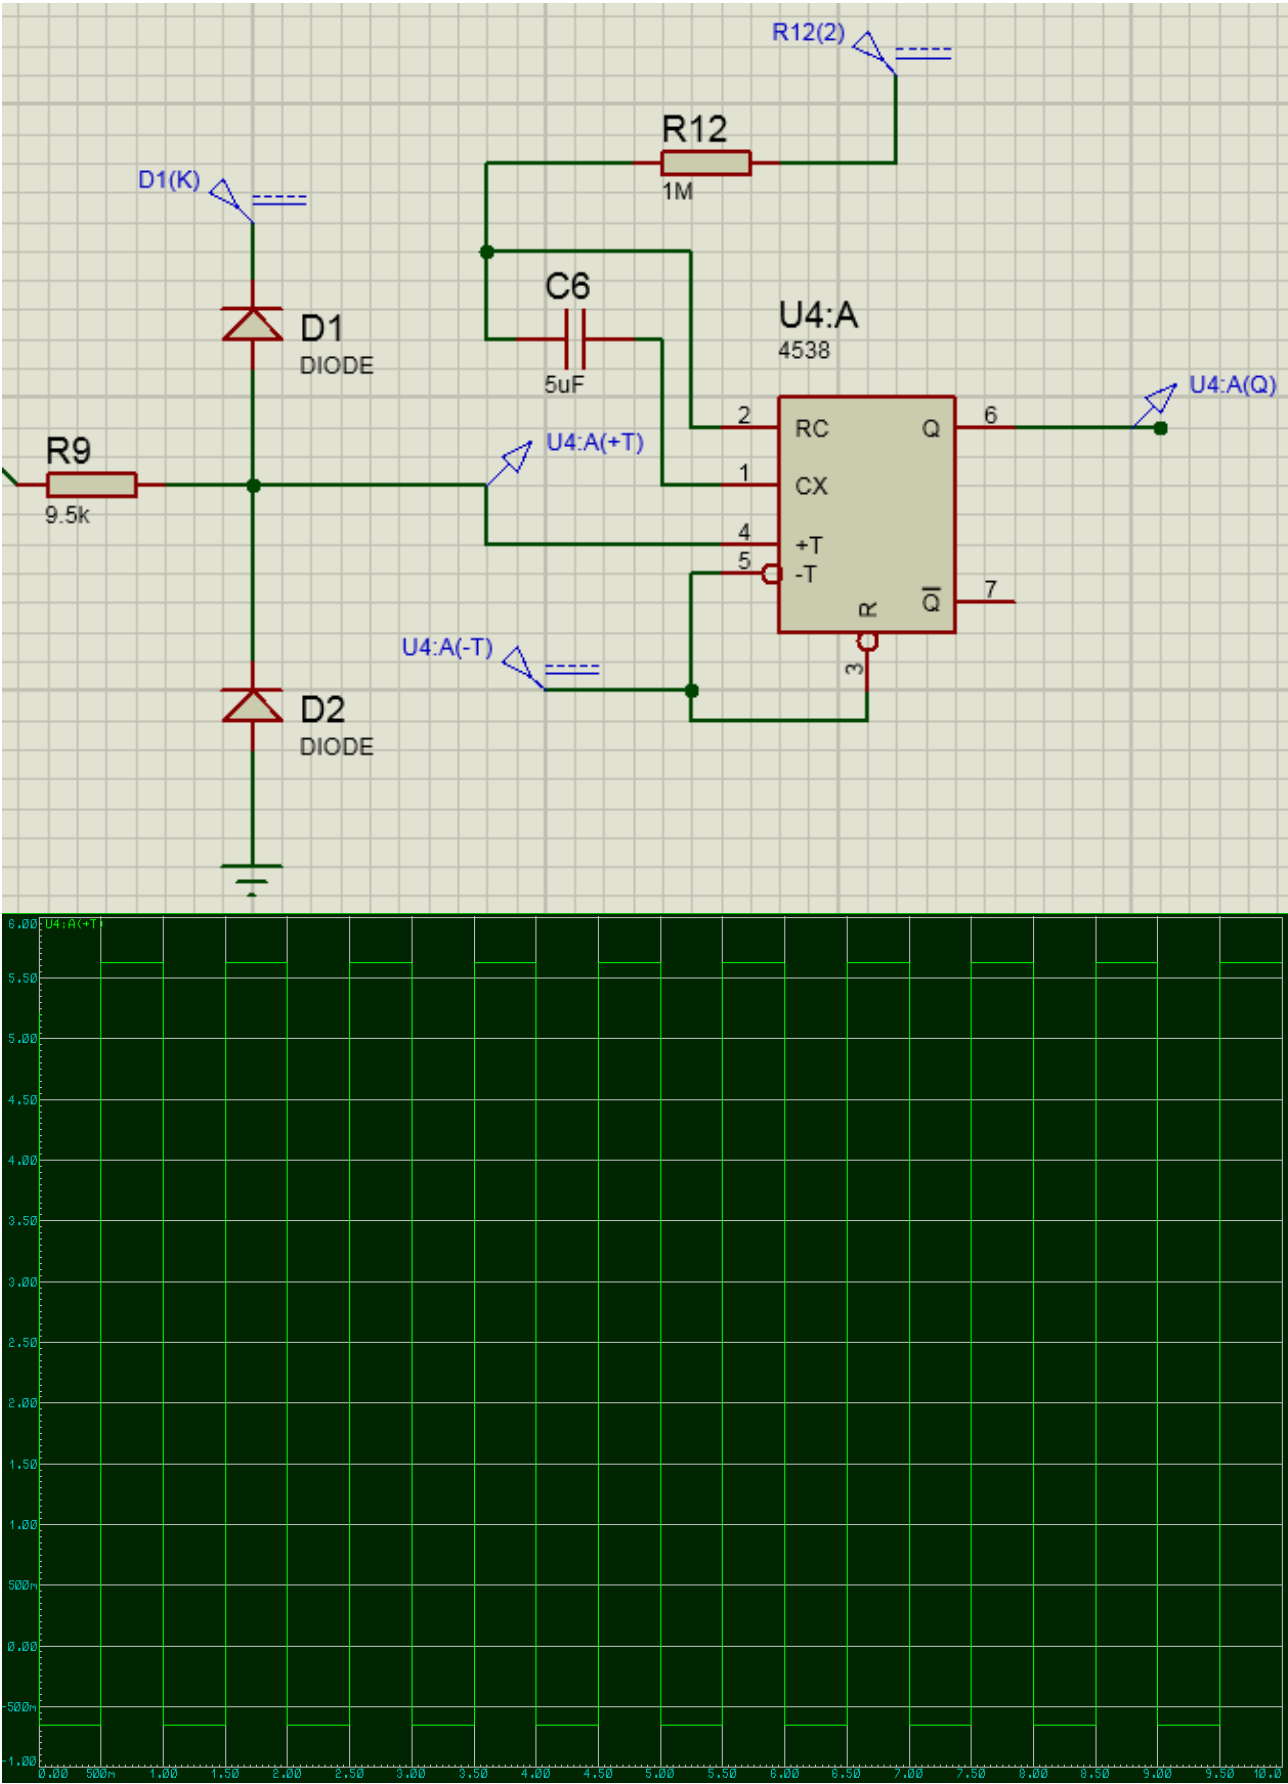 R12(2)
R12
1M
D1(K)
C6
5uF
D1
DIODE
U4:A
4538
U4:A(Q)
2
RC
Q
6
U4:A(+T)
R9
9.5k
1
CX
4
+T
5
-T
R
Q
7
3
U4:A(-T)
D2
DIODE
6.00
U4:A(+T)
5.50
5.00
4.50
4.00
3.50
3.00
2.50
2.00
1.50
1.00
500m
0.00
-500m
-1.00
0.00 500m 1.00 1.50 2.00 2.50 3.00 3.50 4.00 4.50 5.00 5.50 6.00 6.50 7.00 7.50 8.00 8.50 9.00 9.50 10.0